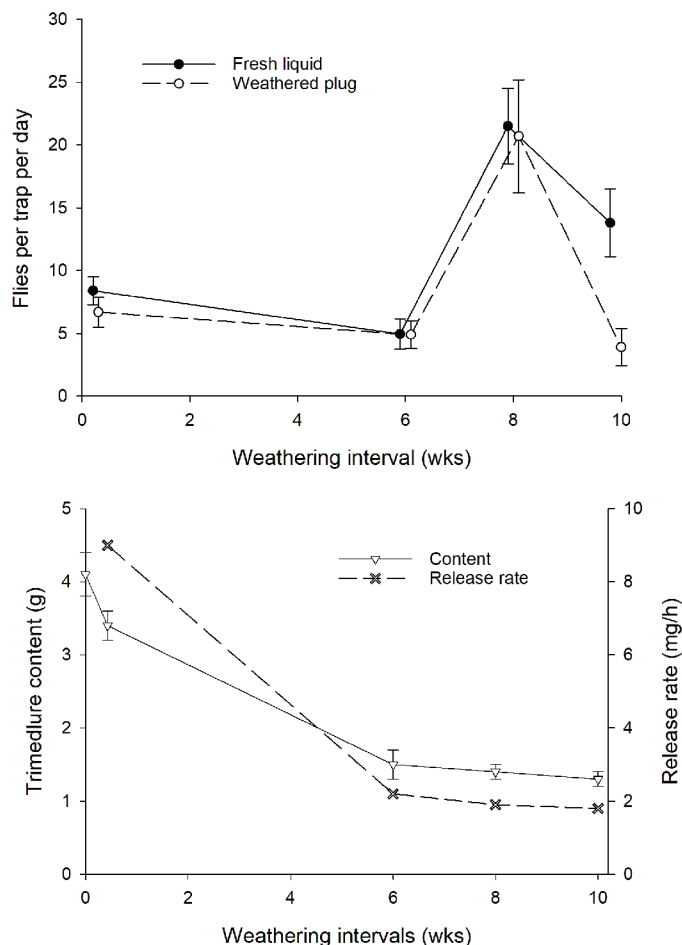 30
25
20
15
10
5
0
Flies per trap per day
Fresh liquid
Weathered plug
0 2 4 6 8 10
Weathering interval (wks)
5
4
3
2
1
0
Trimedlure content (g)
Content
Release rate
10
8
6
4
2
0
Release rate (mg/h)
0 2 4 6 8 10
Weathering intervals (wks)